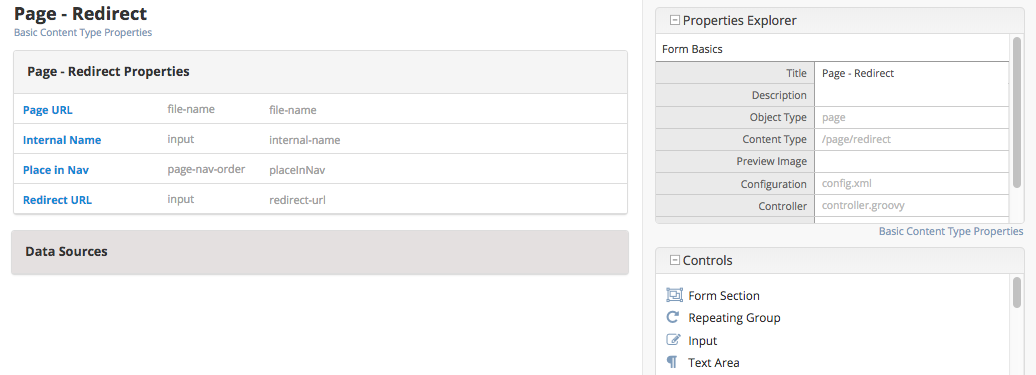 Page - Redirect
Basic Content Type Properties
Page - Redirect Properties
Page URL file-name file-name
Internal Name input internal-name
Place in Nav page-nav-order placeInNav
Redirect URL input redirect-url
Data Sources
Properties Explorer
Form Basics
Title Page - Redirect
Description
Object Type page
Content Type /page/redirect
Preview Image
Configuration config.xml
Controller controller.groovy
Basic Content Type Properties
Controls
Form Section
Repeating Group
Input
Text Area